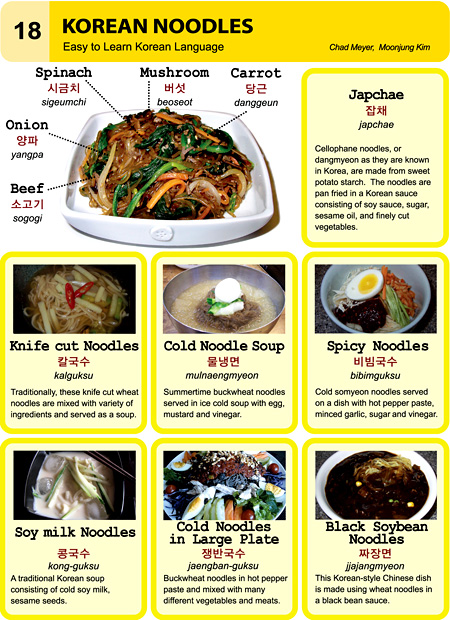 18
KOREAN NOODLES
Easy to Learn Korean Language
Chad Meyer, Moonjung Kim
Spinach
시금치
sigeumchi
Mushroom
버섯
beoseot
Carrot
당근
danggeun
Onion
양파
yangpa
Beef
소고기
sogogi
Japchae
잡채
japchae
Cellophane noodles, or
dangmyeon as they are known
in Korea, are made from sweet
potato starch. The noodles are
pan fried in a Korean sauce
consisting of soy sauce, sugar,
sesame oil, and finely cut
vegetables.
Knife cut Noodles
칼국수
kalguksu
Traditionally, these knife cut wheat
noodles are mixed with variety of
ingredients and served as a soup.
Cold Noodle Soup
물냉면
mulnaengmyeon
Summertime buckwheat noodles
served in ice cold soup with egg,
mustard and vinegar.
Spicy Noodles
비빔국수
bibimguksu
Cold somyeon noodles served
on a dish with hot pepper paste,
minced garlic, sugar and vinegar.
Soy milk Noodles
콩국수
kong-guksu
A traditional Korean soup
consisting of cold soy milk,
sesame seeds.
Cold Noodles
in Large Plate
쟁반국수
jaengban-guksu
Buckwheat noodles in hot pepper
paste and mixed with many
different vegetables and meats.
Black Soybean
Noodles
짜장면
jjajangmyeon
This Korean-style Chinese dish
is made using wheat noodles in
a black bean sauce.